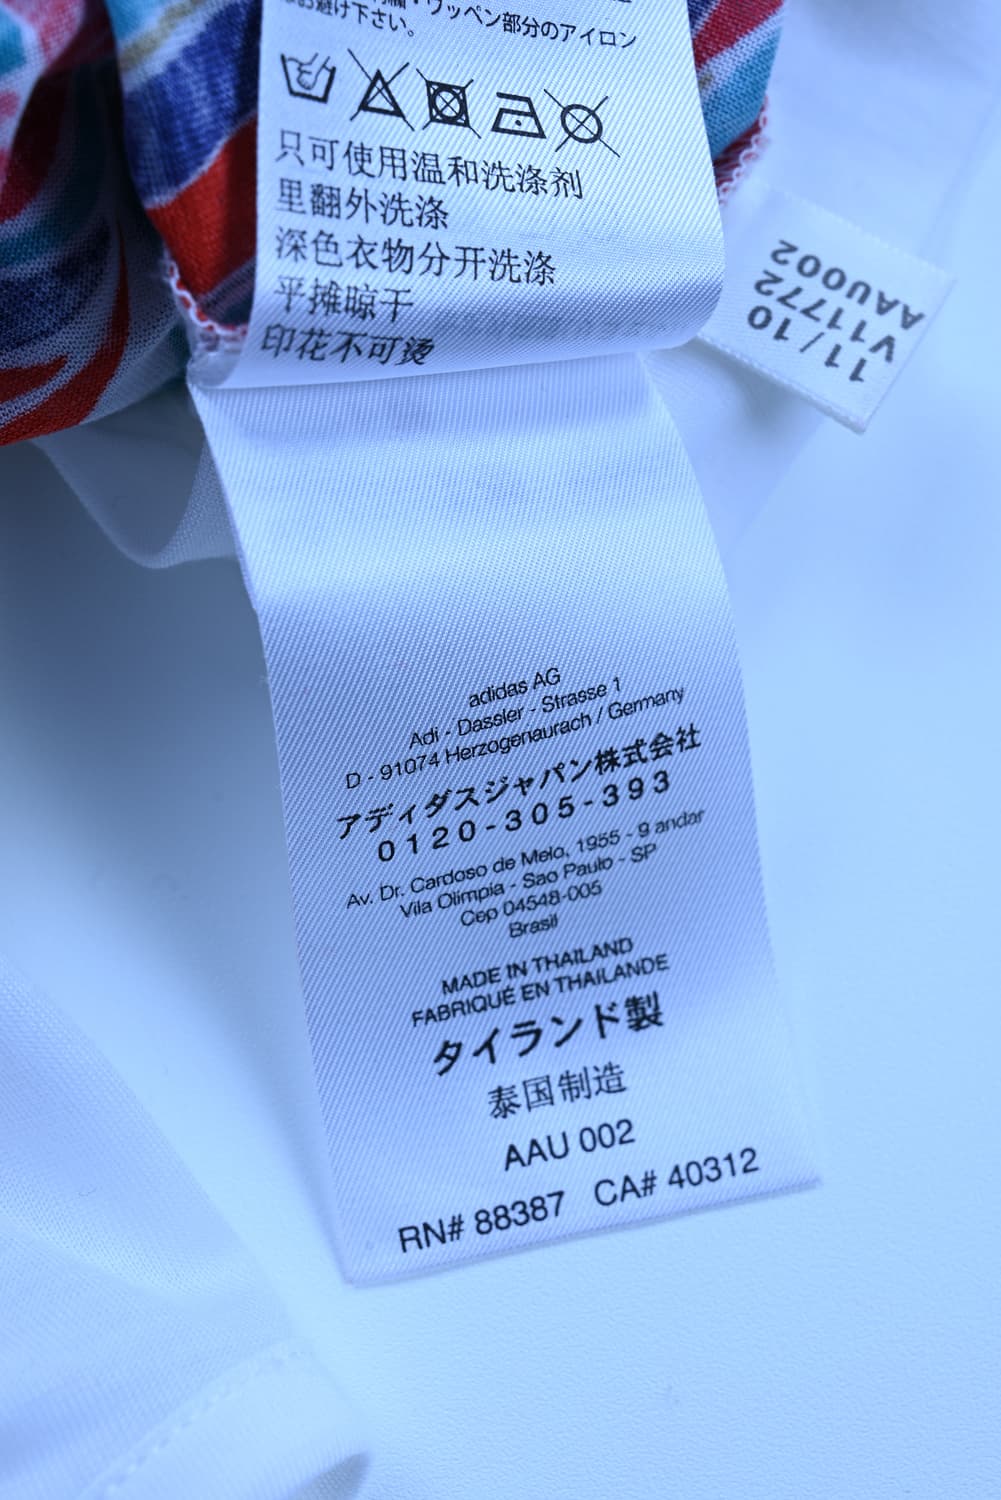 ワッペン部分のアイロン
お避け下さい。
只可使用温和洗涤剂
里翻外洗涤
深色衣物分开洗涤
平摊晾干
印花不可烫
11/10
V11772
AAU002
adidas AG
Adi - Dassler - Strasse 1
D - 91074 Herzogenaurach / Germany
アディダスジャパン株式会社
0120-305-393
Av. Dr. Cardoso de Melo, 1955 - 9 andar
Vila Olimpia - Sao Paulo - SP
Cep 04548-005
Brasil
MADE IN THAILAND
FABRIQUÉ EN THAILANDE
タイランド製
泰国制造
AAU 002
RN# 88387 CA# 40312